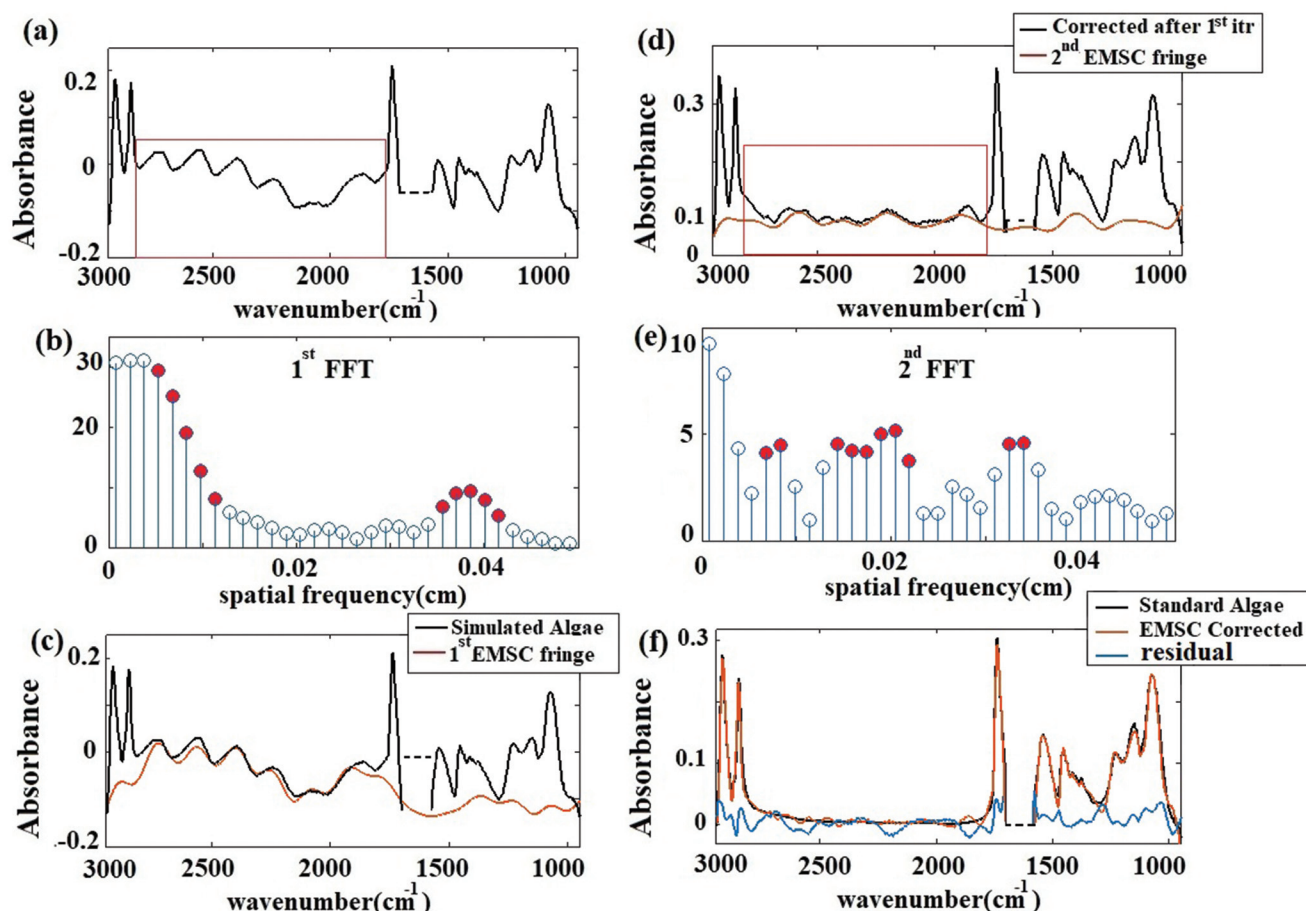 (a)
0.2
0
-0.2
Absorbance
3000 2500 2000 1500 1000
wavenumber(cm-1)
(d)
Corrected after 1st itr
2nd EMSC fringe
0.3
0.1
0
Absorbance
3000 2500 2000 1500 1000
wavenumber(cm-1)
(b)
1st FFT
30
20
10
0
0 0.02 0.04
spatial frequency(cm)
(e)
2nd FFT
10
5
0
0 0.02 0.04
spatial frequency(cm)
(c)
Simulated Algae
1st EMSC fringe
0.2
0
-0.2
Absorbance
3000 2500 2000 1500 1000
wavenumber(cm-1)
(f)
Standard Algae
EMSC Corrected
residual
0.3
0.1
0
Absorbance
3000 2500 2000 1500 1000
wavenumber(cm-1)